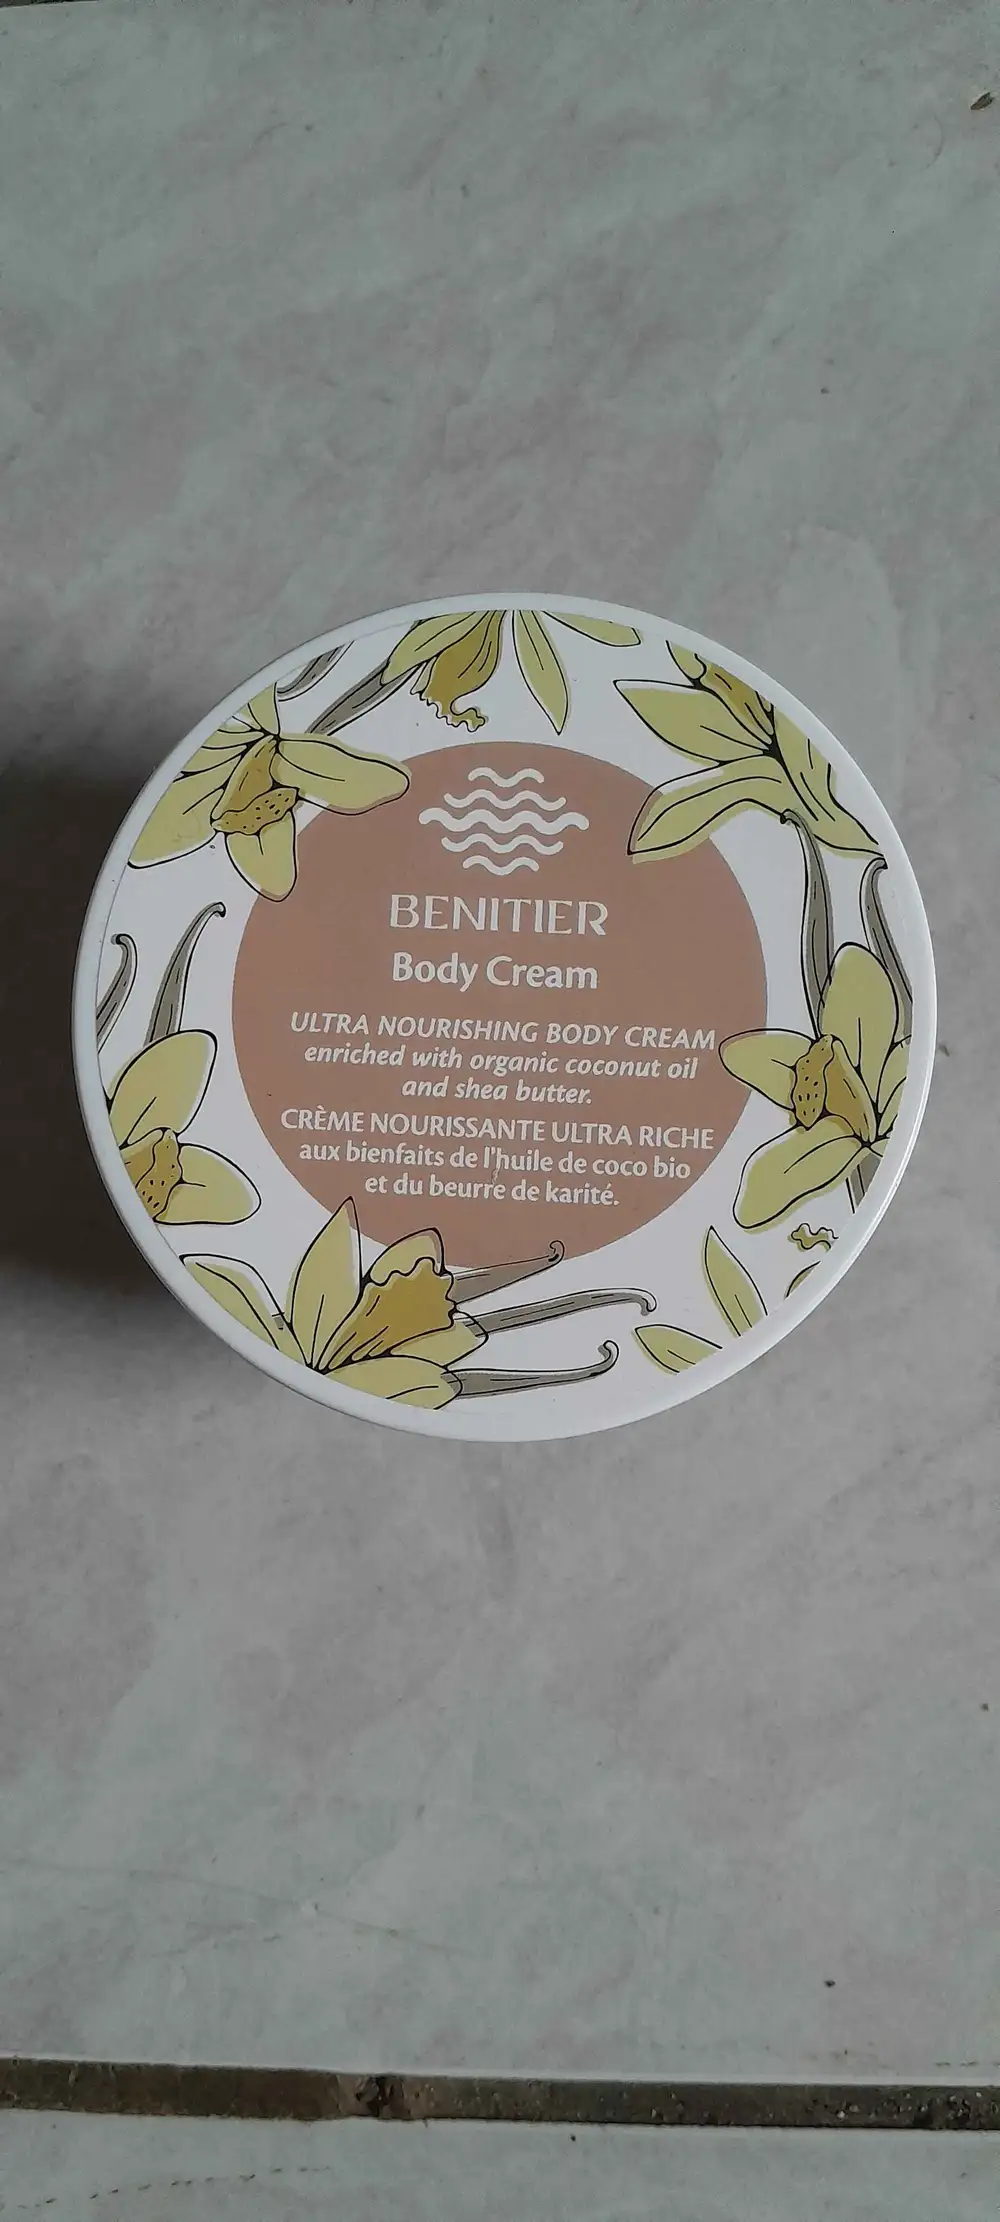 BENITIER
Body Cream
ULTRA NOURISHING BODY CREAM
enriched with organic coconut oil
and shea butter.
CRÈME NOURISSANTE ULTRA RICHE
aux bienfaits de l'huile de coco bio
et du beurre de karité.